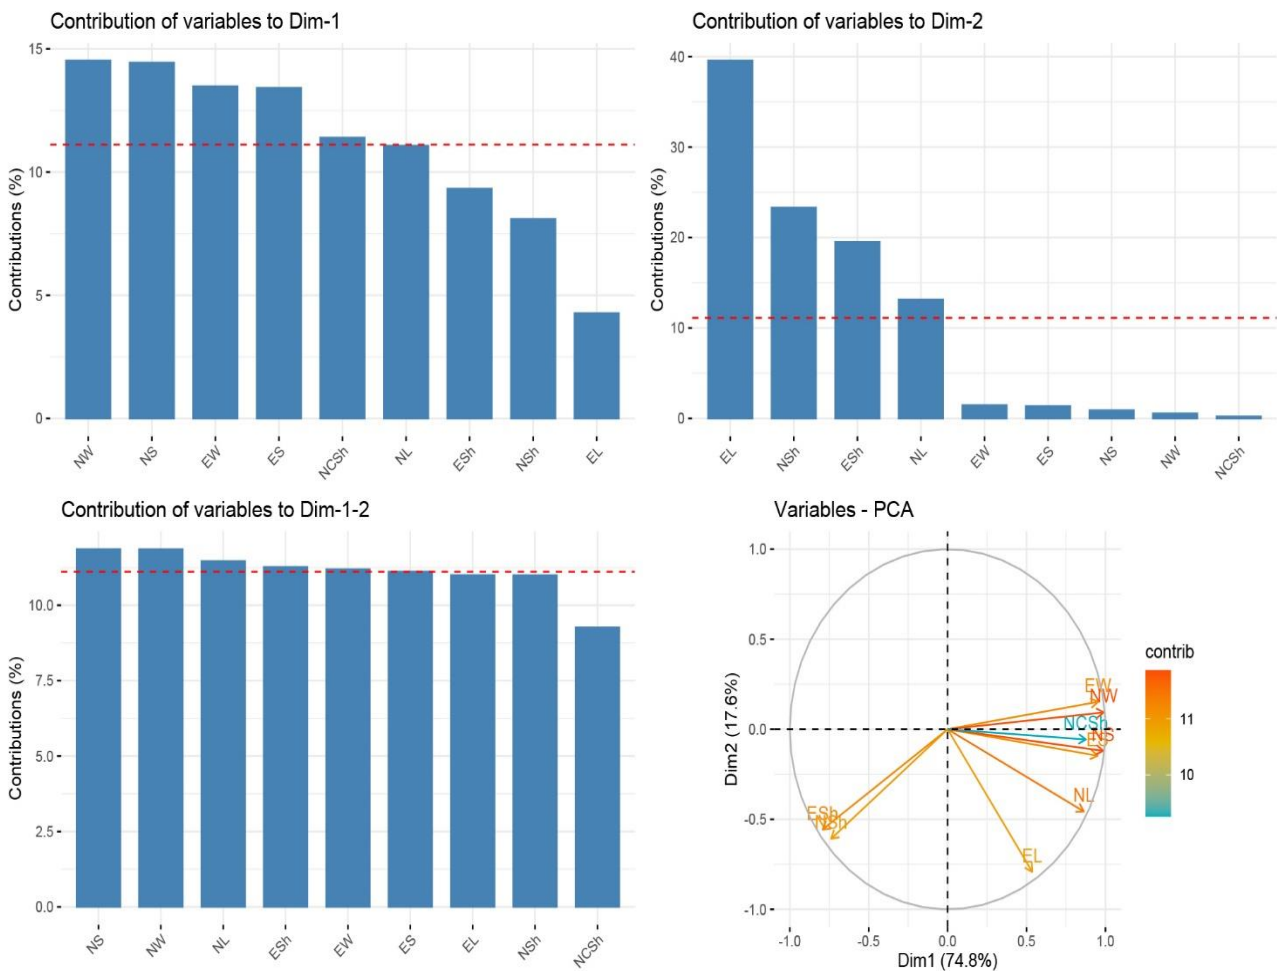 Contribution of variables to Dim-1
15
10
5
0
Contributions (%)
NW NS EW ES NCSh NL ESh NSh EL
Contribution of variables to Dim-2
40
30
20
10
0
Contributions (%)
EL NSh ESh NL EW ES NS NW NCSh
Contribution of variables to Dim-1-2
10.0
7.5
5.0
2.5
0.0
Contributions (%)
NS NW NL ESh EW ES EL NSh NCSh
Variables - PCA
1.0
0.5
0.0
-0.5
-1.0
Dim2 (17.6%)
EW
NW
NCSh
NS
ES
NL
ESh
NSh
EL
-1.0 -0.5 0.0 0.5 1.0
Dim1 (74.8%)
contrib
11
10